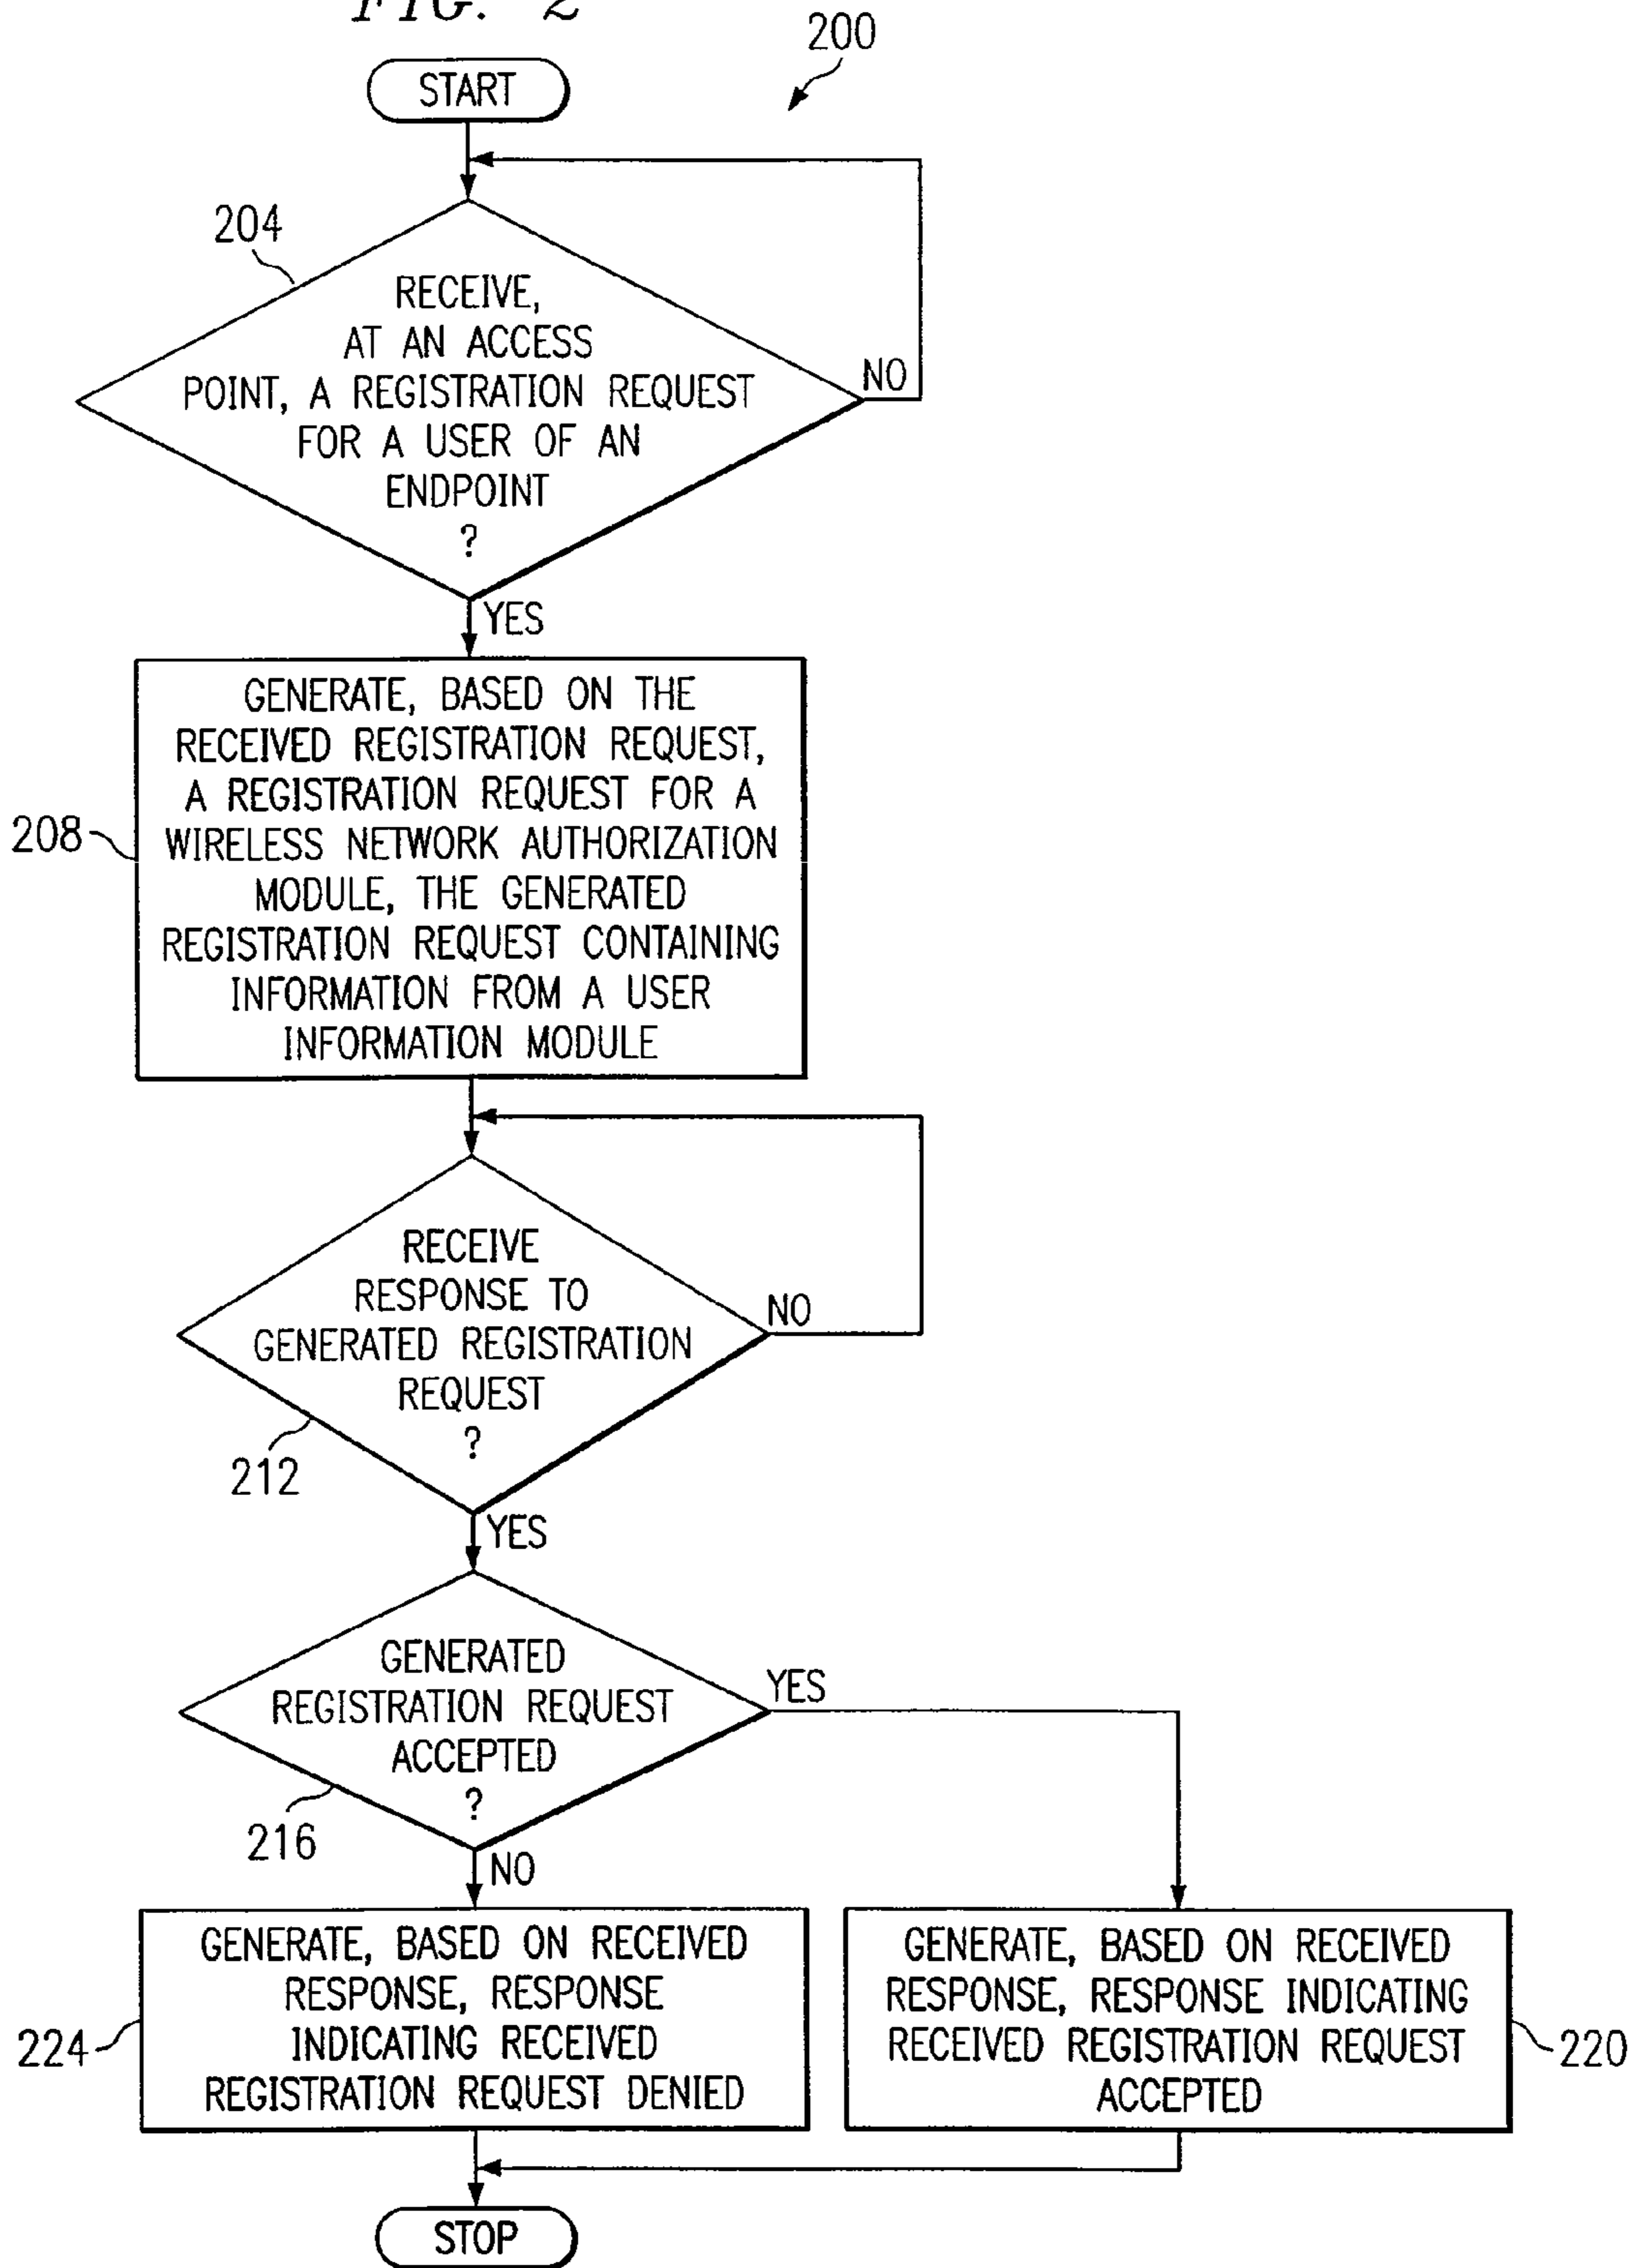 FIG. 2
200
START
204
RECEIVE,
AT AN ACCESS
POINT, A REGISTRATION REQUEST
FOR A USER OF AN
ENDPOINT
?
NO
YES
208
GENERATE, BASED ON THE
RECEIVED REGISTRATION REQUEST,
A REGISTRATION REQUEST FOR A
WIRELESS NETWORK AUTHORIZATION
MODULE, THE GENERATED
REGISTRATION REQUEST CONTAINING
INFORMATION FROM A USER
INFORMATION MODULE
RECEIVE
RESPONSE TO
GENERATED REGISTRATION
REQUEST
?
NO
212
YES
GENERATED
REGISTRATION REQUEST
ACCEPTED
?
YES
216
NO
224
GENERATE, BASED ON RECEIVED
RESPONSE, RESPONSE
INDICATING RECEIVED
REGISTRATION REQUEST DENIED
GENERATE, BASED ON RECEIVED
RESPONSE, RESPONSE INDICATING
RECEIVED REGISTRATION REQUEST
ACCEPTED
220
STOP